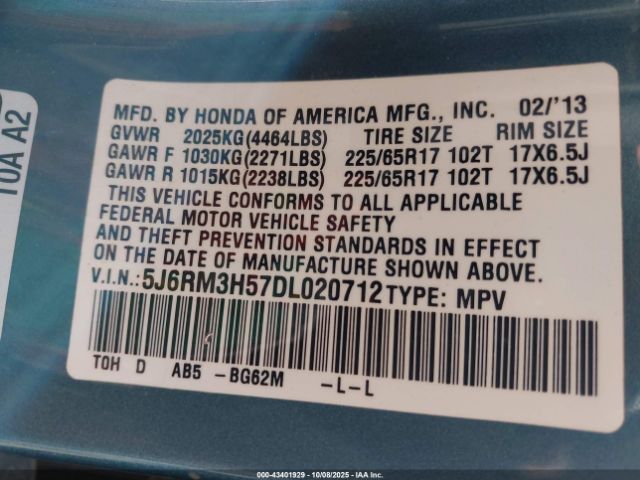 MFD. BY HONDA OF AMERICA MFG., INC. 02/'13
GVWR 2025KG(4464LBS) TIRE SIZE RIM SIZE
GAWR F 1030KG(2271LBS) 225/65R17 102T 17X6.5J
GAWR R 1015KG(2238LBS) 225/65R17 102T 17X6.5J
THIS VEHICLE CONFORMS TO ALL APPLICABLE
FEDERAL MOTOR VEHICLE SAFETY
AND THEFT PREVENTION STANDARDS IN EFFECT
ON THE DATE OF MANUFACTURE SHOWN ABOVE.
V.I.N.:5J6RM3H57DL020712TYPE: MPV
TOH D AB5 -BG62M -L-L
10A A2
000-43401929 - 10/08/2025 - IAA Inc.